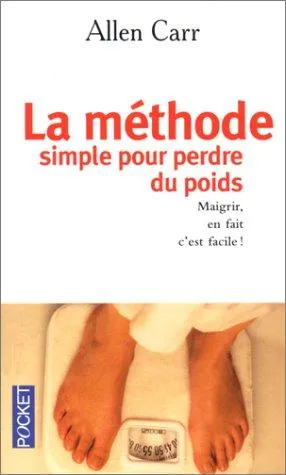 Allen Carr
La méthode
simple pour perdre
du poids
Maigrir,
en fait
c'est facile !
POCKET